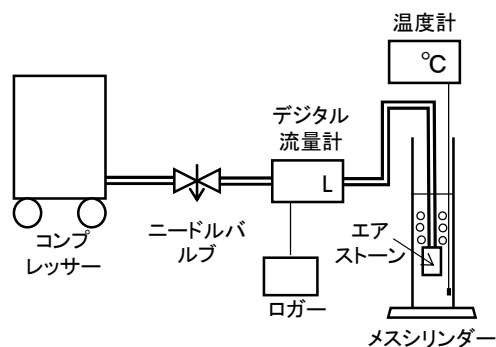 温度計
℃
デジタル
流量計
L
コンプ
レッサー
ニードルバ
ルブ
エア
ストーン
ロガー
メスシリンダー